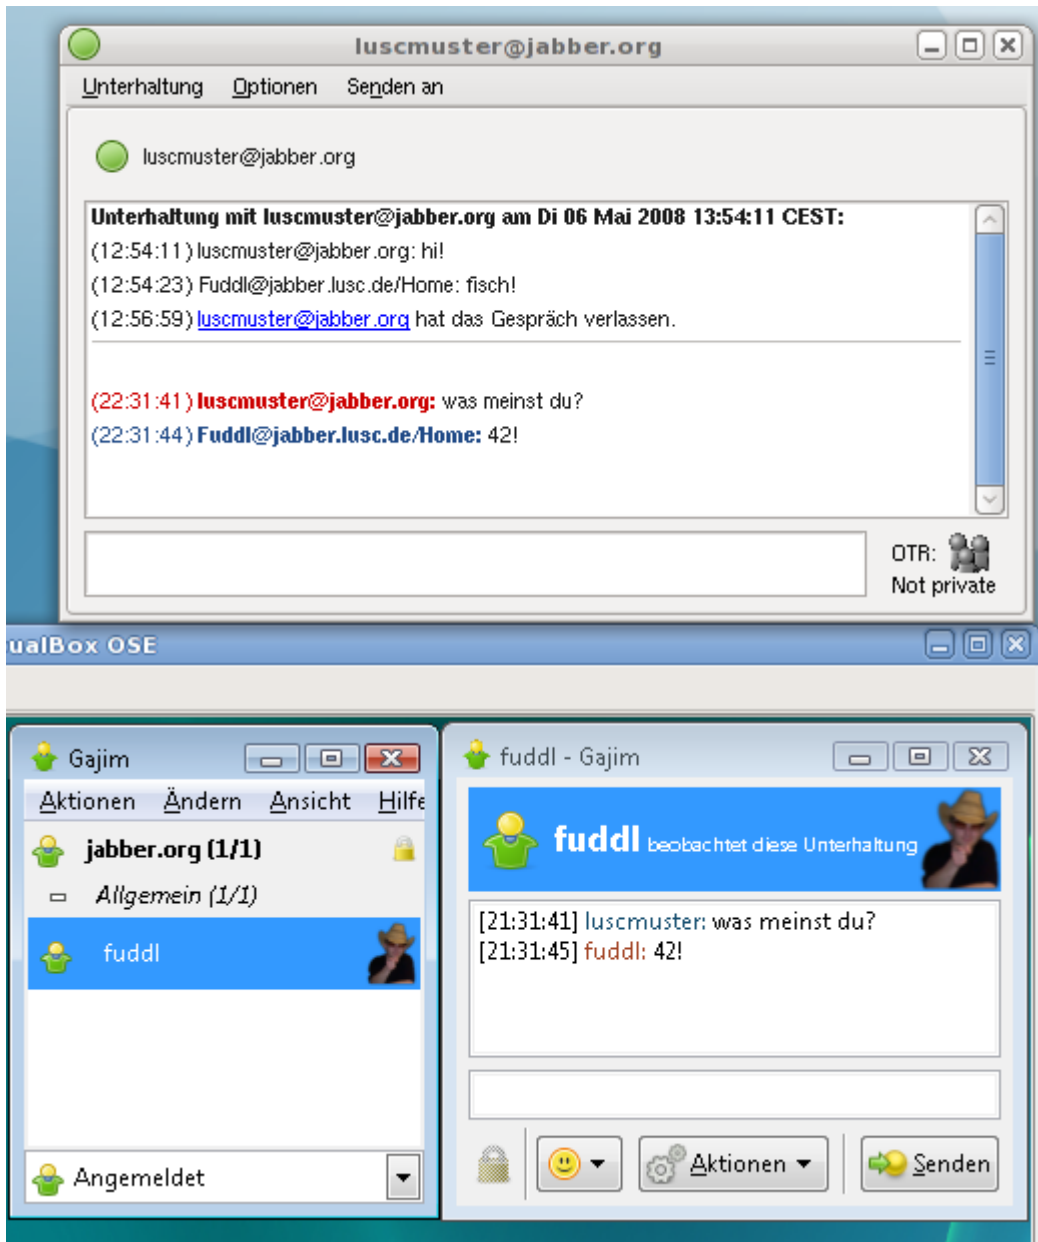 luscmuster@jabber.org
Unterhaltung Optionen Senden an
luscmuster@jabber.org
Unterhaltung mit luscmuster@jabber.org am Di 06 Mai 2008 13:54:11 CEST:
(12:54:11) luscmuster@jabber.org: hi!
(12:54:23) Fuddl@jabber.lusc.de/Home: fisch!
(12:56:59) luscmuster@jabber.org hat das Gespräch verlassen.
(22:31:41) luscmuster@jabber.org: was meinst du?
(22:31:44) Fuddl@jabber.lusc.de/Home: 42!
OTR:
Not private
ualBox OSE
Gajim
Aktionen Ändern Ansicht Hilfe
jabber.org (1/1)
Allgemein (1/1)
fuddl
Angemeldet
fuddl - Gajim
fuddl beobachtet diese Unterhaltung
[21:31:41] luscmuster: was meinst du?
[21:31:45] fuddl: 42!
Aktionen
Senden